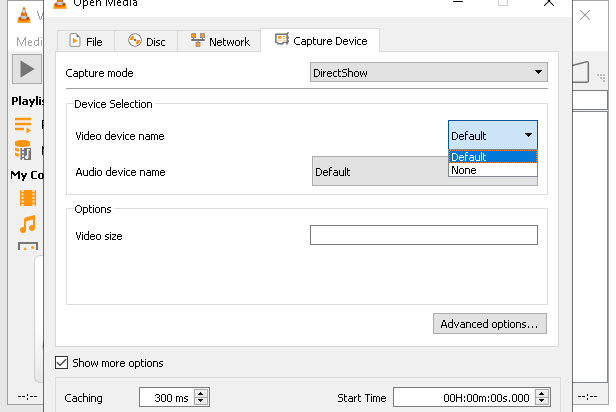 Open Media
Medi
File
Disc
Network
Capture Device
Capture mode
DirectShow
Playlis
Device Selection
Video device name
Default
Default
None
Audio device name
Default
My Co
Options
Video size
Advanced options...
Show more options
Caching
300 ms
Start Time
00H:00m:00s.000
--:--
--:--